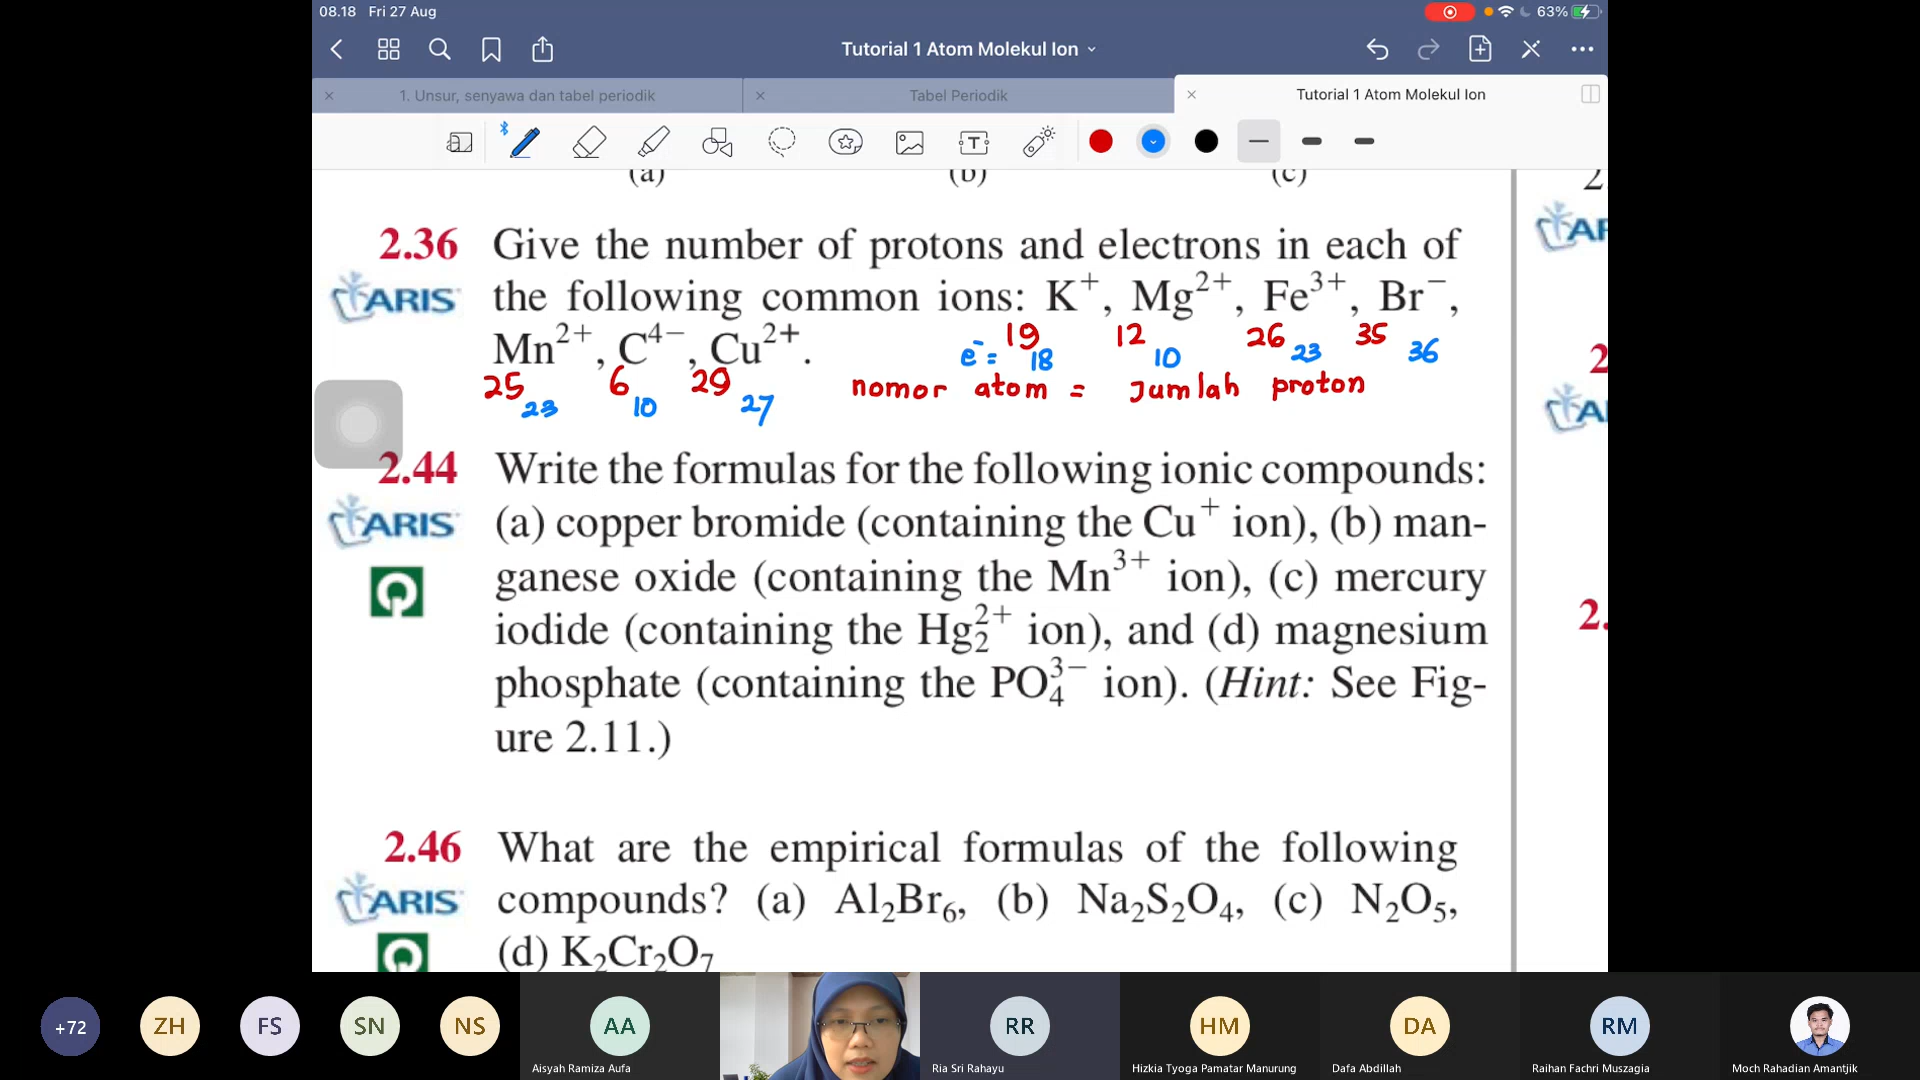 08.18 Fri 27 Aug
63%
Tutorial 1 Atom Molekul Ion
1. Unsur, senyawa dan tabel periodik
Tabel Periodik
Tutorial 1 Atom Molekul Ion
(a) (b) (c)
2.36 Give the number of protons and electrons in each of
ARIS the following common ions: K⁺, Mg²⁺, Fe³⁺, Br⁻,
Mn²⁺, C⁴⁻, Cu²⁺.
19 12 26 35
e⁻= 18 10 23 36
25 6 29 nomor atom = Jumlah proton
23 10 27
2.44 Write the formulas for the following ionic compounds:
ARIS (a) copper bromide (containing the Cu⁺ ion), (b) man-
ganese oxide (containing the Mn³⁺ ion), (c) mercury
iodide (containing the Hg₂²⁺ ion), and (d) magnesium
phosphate (containing the PO₄³⁻ ion). (Hint: See Fig-
ure 2.11.)
2.46 What are the empirical formulas of the following
ARIS compounds? (a) Al₂Br₆, (b) Na₂S₂O₄, (c) N₂O₅,
(d) K₂Cr₂O₇
+72 ZH FS SN NS AA RR HM DA RM
Aisyah Ramiza Aufa
Ria Sri Rahayu
Hizkia Tyoga Pamatar Manurung
Dafa Abdillah
Raihan Fachri Muszagia
Moch Rahadian Amantjik